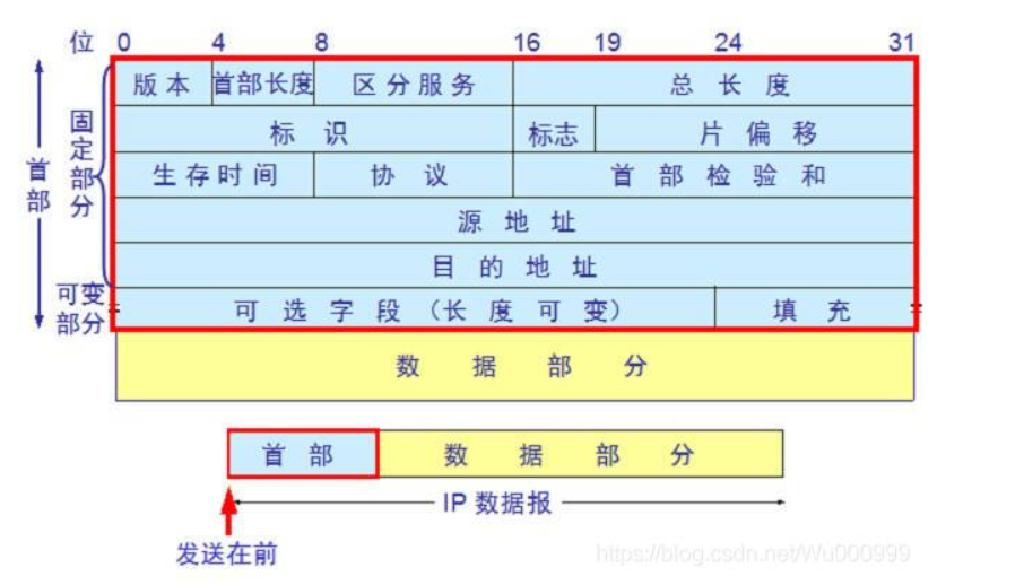 位 0 4 8 16 19 24 31
版本 首部长度 区分服务 总长度
标识 标志 片偏移
生存时间 协议 首部检验和
源地址
目的地址
可选字段(长度可变) 填充
首部
固定部分
可变部分
数据部分
首部 数据部分
IP 数据报
发送在前
https://blog.csdn.net/Wu000999